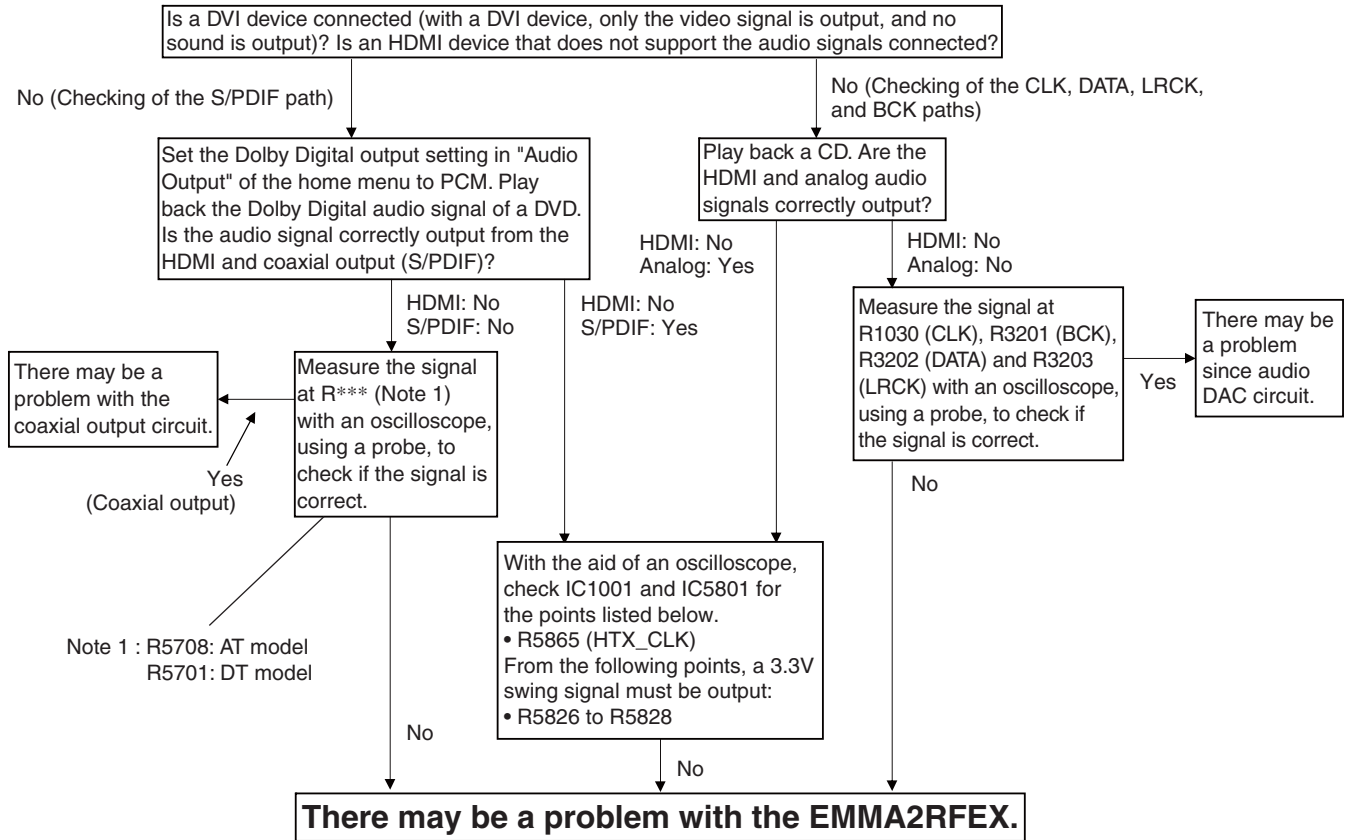 Is a DVI device connected (with a DVI device, only the video signal is output, and no
sound is output)? Is an HDMI device that does not support the audio signals connected?
No (Checking of the S/PDIF path)
No (Checking of the CLK, DATA, LRCK,
and BCK paths)
Set the Dolby Digital output setting in "Audio
Output" of the home menu to PCM. Play
back the Dolby Digital audio signal of a DVD.
Is the audio signal correctly output from the
HDMI and coaxial output (S/PDIF)?
Play back a CD. Are the
HDMI and analog audio
signals correctly output?
HDMI: No
Analog: Yes
HDMI: No
Analog: No
HDMI: No
S/PDIF: No
HDMI: No
S/PDIF: Yes
Measure the signal at
R1030 (CLK), R3201 (BCK),
R3202 (DATA) and R3203
(LRCK) with an oscilloscope,
using a probe, to check if
the signal is correct.
Yes
There may be
a problem
since audio
DAC circuit.
There may be a
problem with the
coaxial output circuit.
Measure the signal
at R*** (Note 1)
with an oscilloscope,
using a probe, to
check if the signal is
correct.
Yes
(Coaxial output)
No
With the aid of an oscilloscope,
check IC1001 and IC5801 for
the points listed below.
• R5865 (HTX_CLK)
From the following points, a 3.3V
swing signal must be output:
• R5826 to R5828
Note 1 : R5708: AT model
R5701: DT model
No
No
There may be a problem with the EMMA2RFEX.